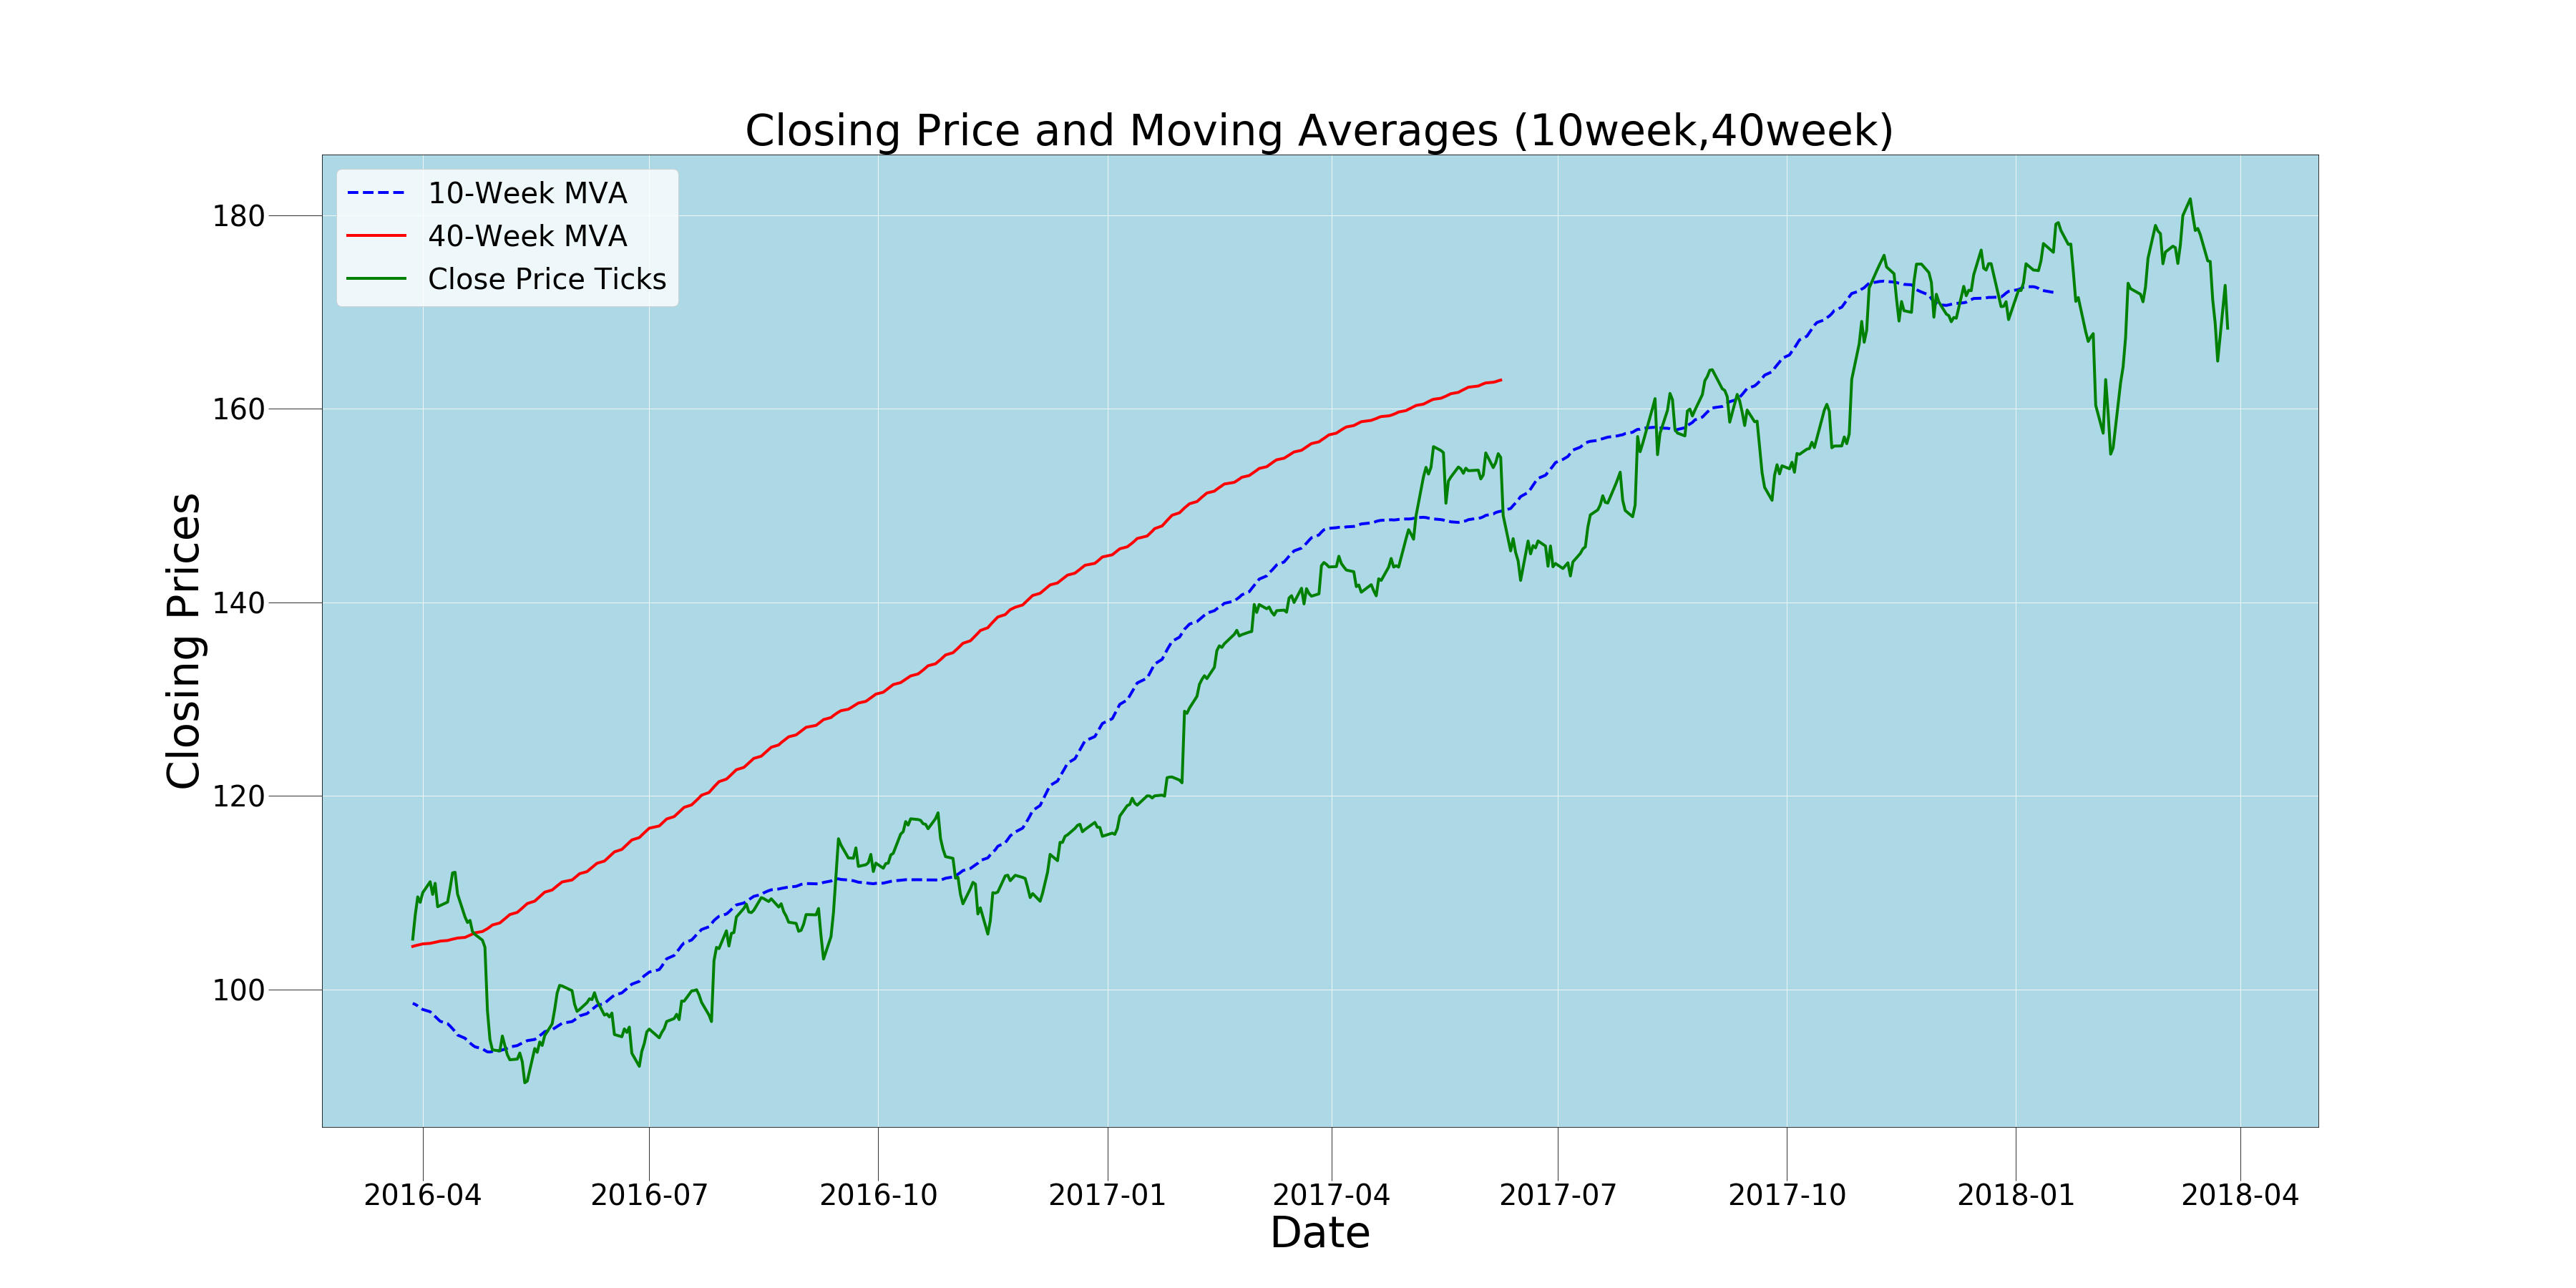 Closing Price and Moving Averages (10week,40week)
10-Week MVA
40-Week MVA
Close Price Ticks
Closing Prices
180
160
140
120
100
2016-04
2016-07
2016-10
2017-01
2017-04
2017-07
2017-10
2018-01
2018-04
Date